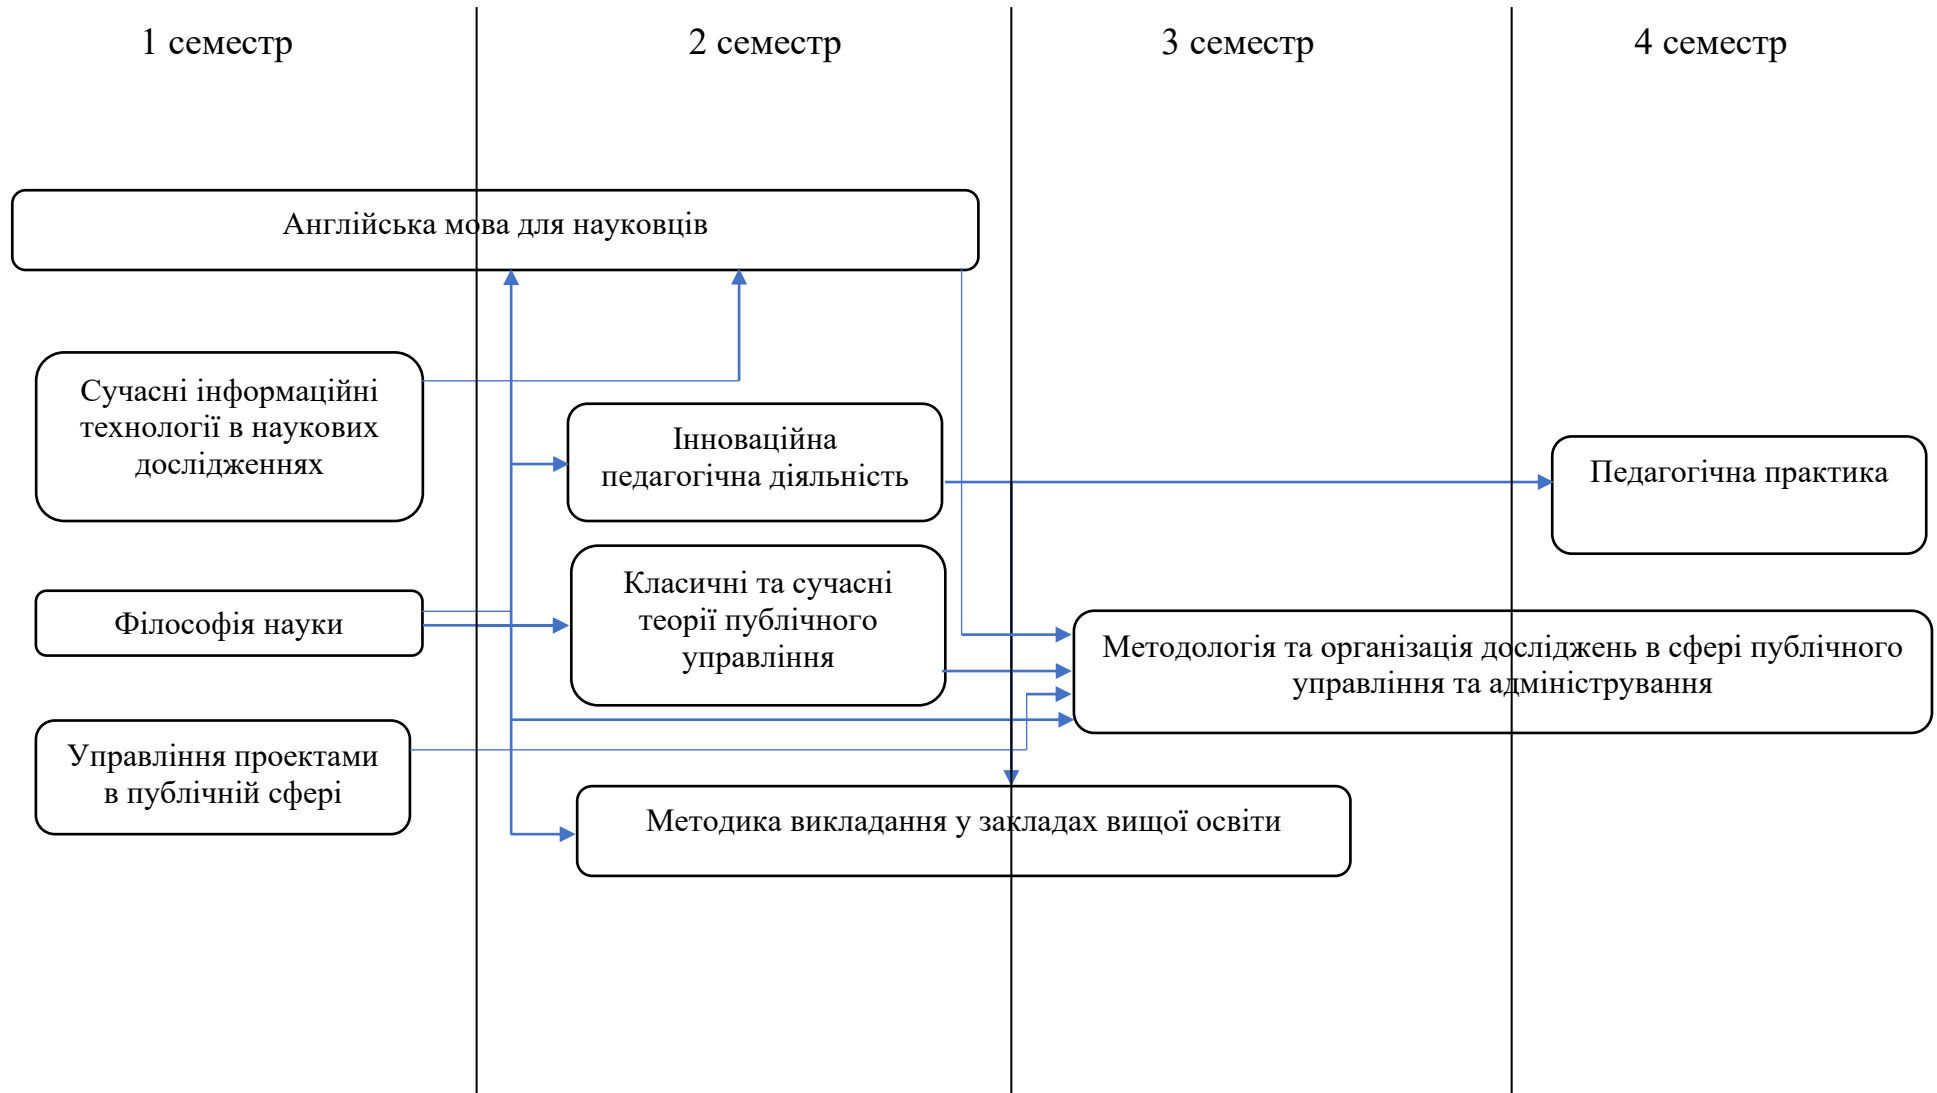 1 семестр
2 семестр
3 семестр
4 семестр
Англійська мова для науковців
Сучасні інформаційні
технології в наукових
дослідженнях
Інноваційна
педагогічна діяльність
Педагогічна практика
Філософія науки
Класичні та сучасні
теорії публічного
управління
Методологія та організація досліджень в сфері публічного
управління та адміністрування
Управління проектами
в публічній сфері
Методика викладання у закладах вищої освіти